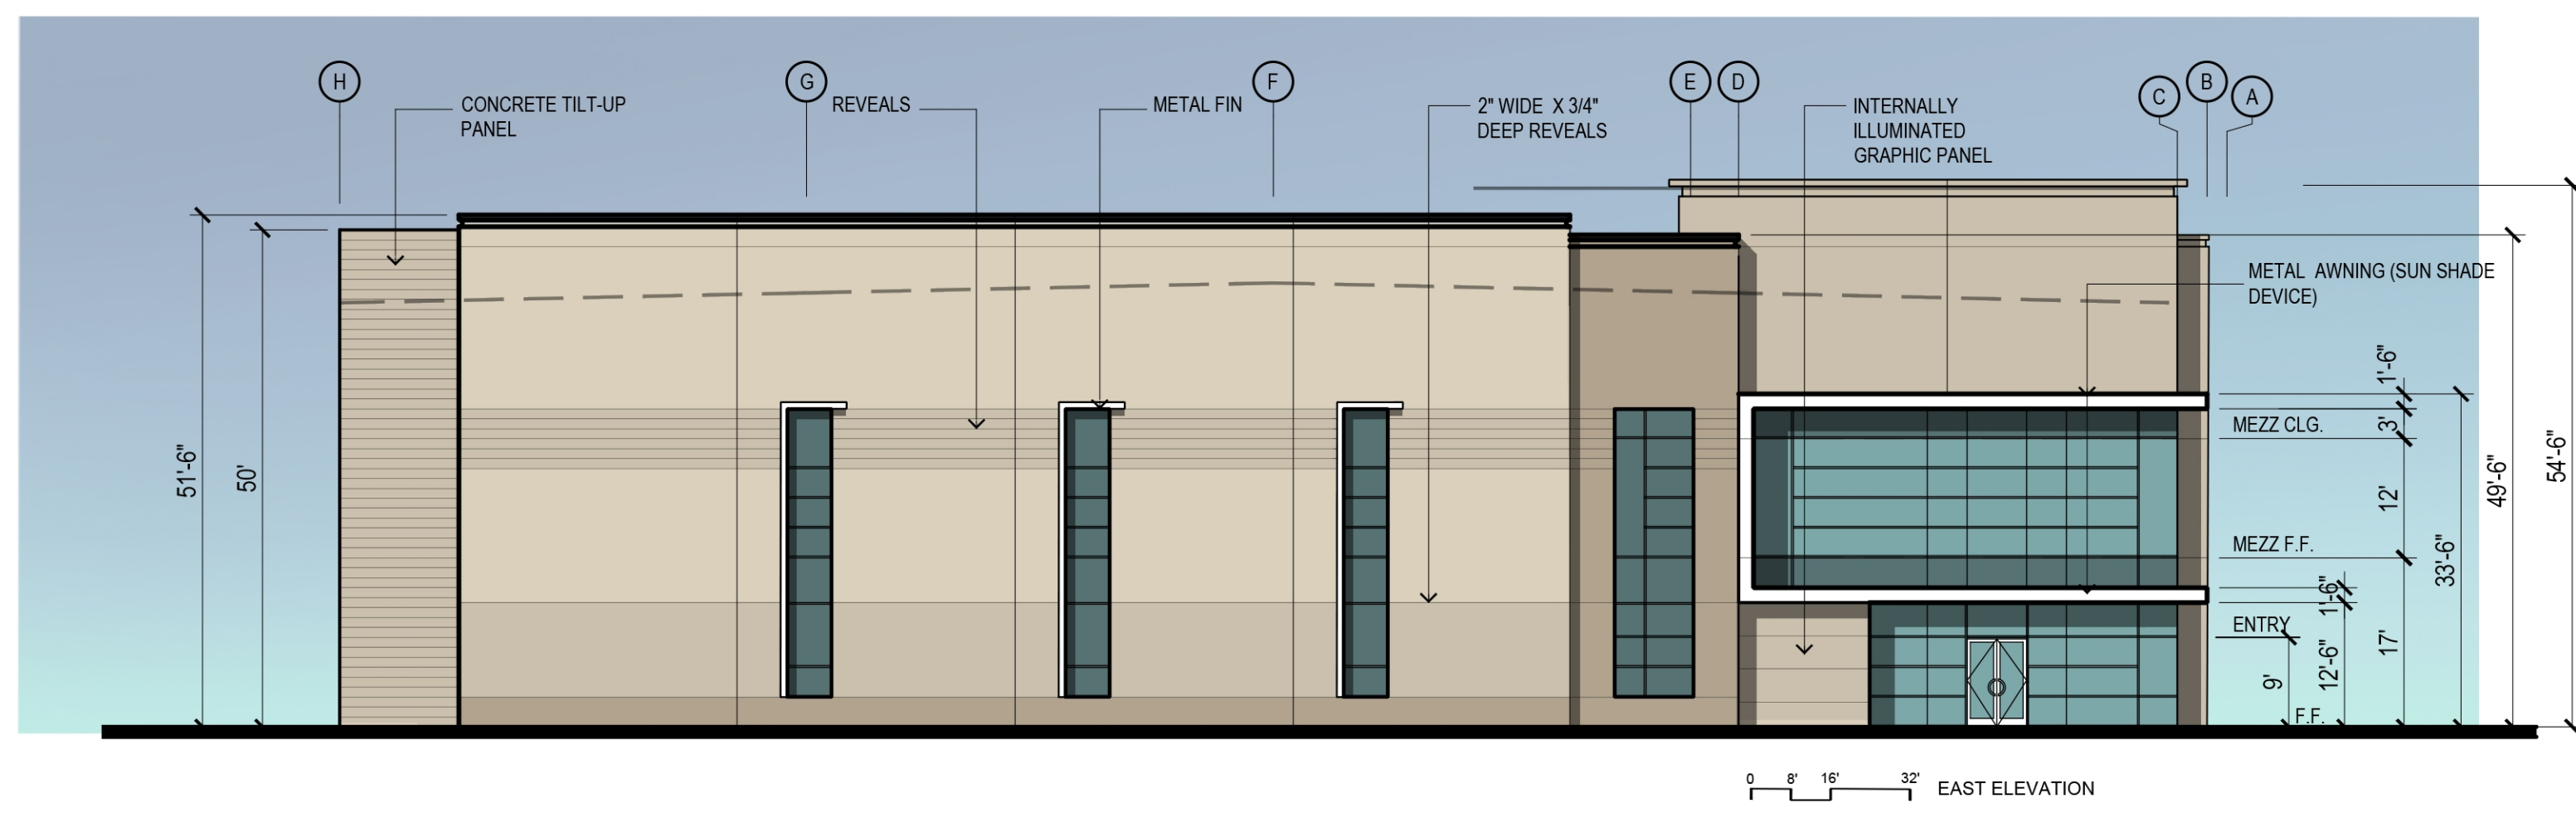 H
G
F
E
D
C
B
A
CONCRETE TILT-UP
PANEL
REVEALS
METAL FIN
2" WIDE X 3/4"
DEEP REVEALS
INTERNALLY
ILLUMINATED
GRAPHIC PANEL
METAL AWNING (SUN SHADE
DEVICE)
51'-6"
50'
1'-6"
MEZZ CLG.
3'
12'
MEZZ F.F.
1'-6"
ENTRY
9'
12'-6"
17'
33'-6"
49'-6"
54'-6"
F.F.
0 8' 16' 32'
EAST ELEVATION